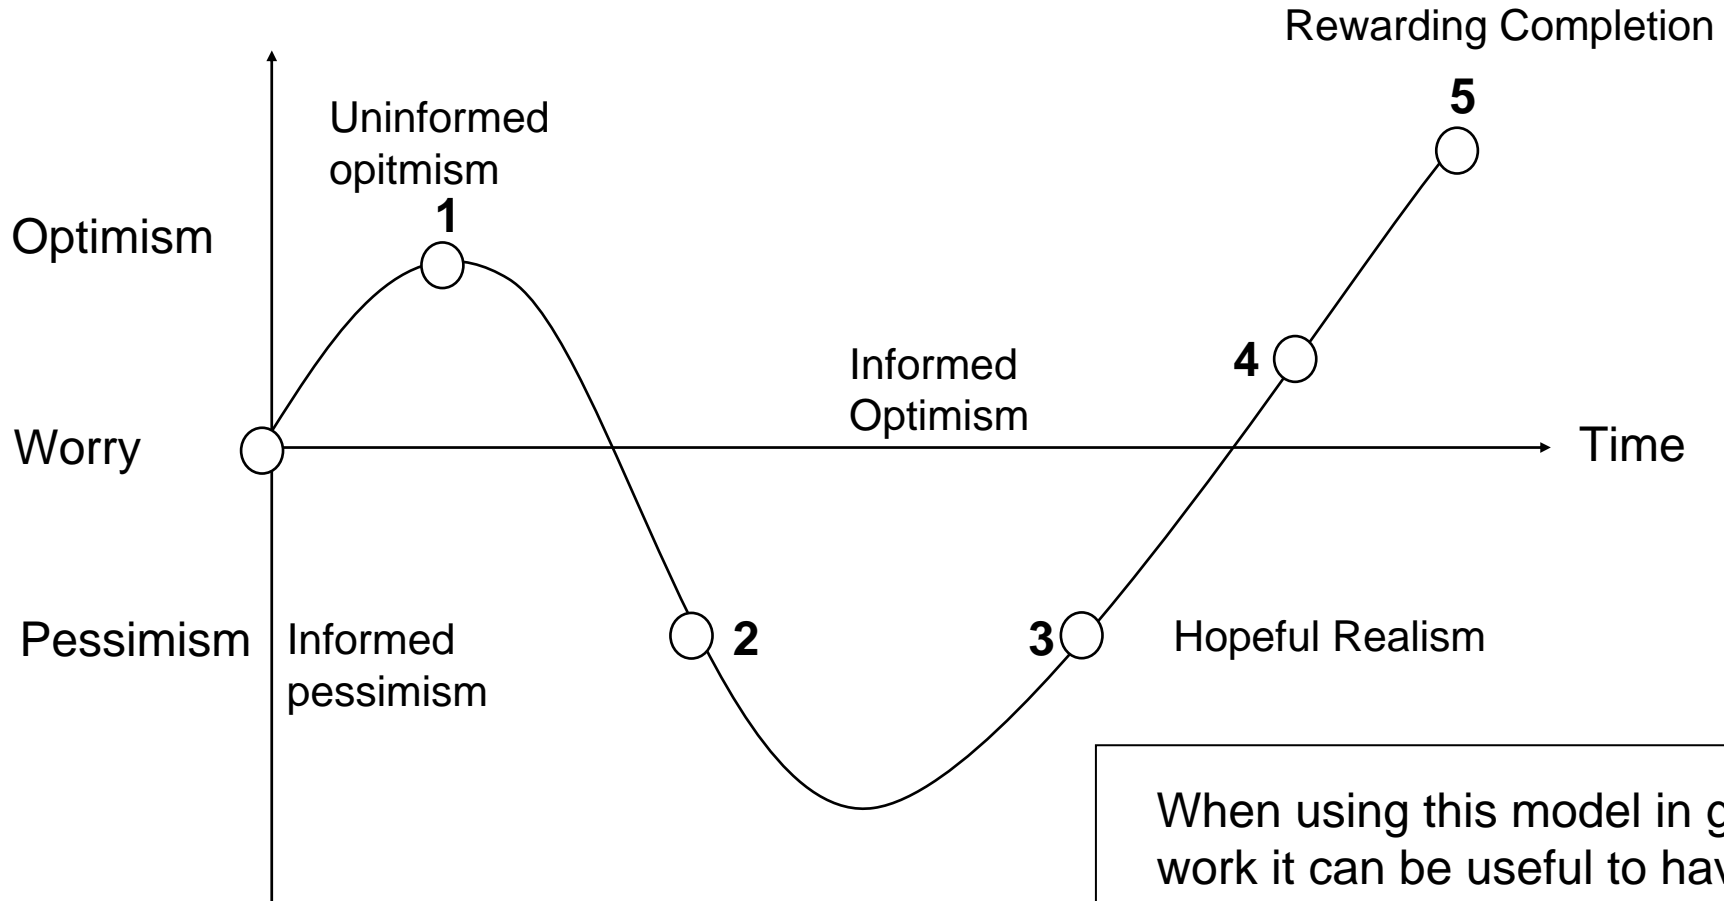 Rewarding Completion
5
Uninformed
opitmism
1
Optimism
4
Informed
Optimism
Worry
Time
Pessimism
Informed
pessimism
2
3
Hopeful Realism
When using this model in
work it can be useful to